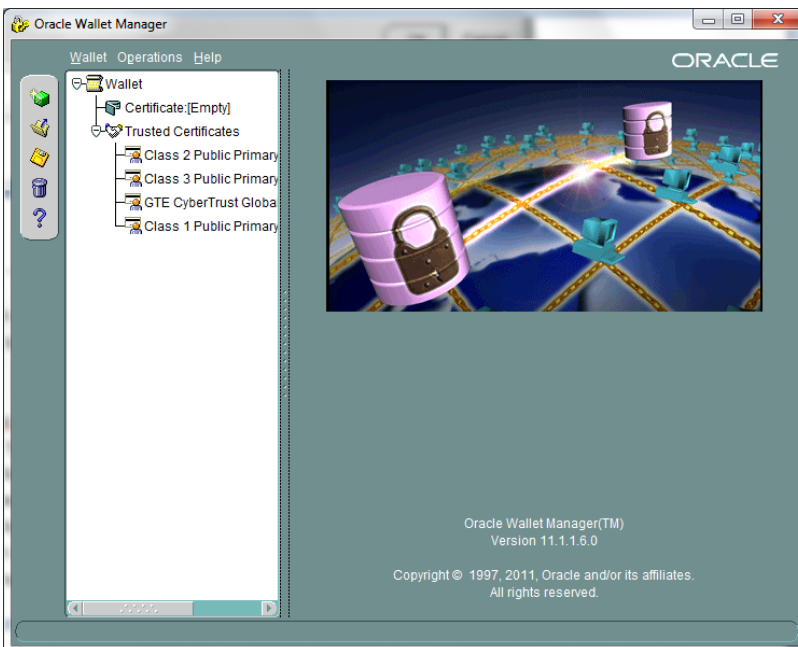 Oracle Wallet Manager
Wallet Operations Help
ORACLE
Wallet
Certificate:[Empty]
Trusted Certificates
Class 2 Public Primary
Class 3 Public Primary
GTE CyberTrust Globa
Class 1 Public Primary
?
Oracle Wallet Manager(TM)
Version 11.1.1.6.0
Copyright © 1997, 2011, Oracle and/or its affiliates.
All rights reserved.